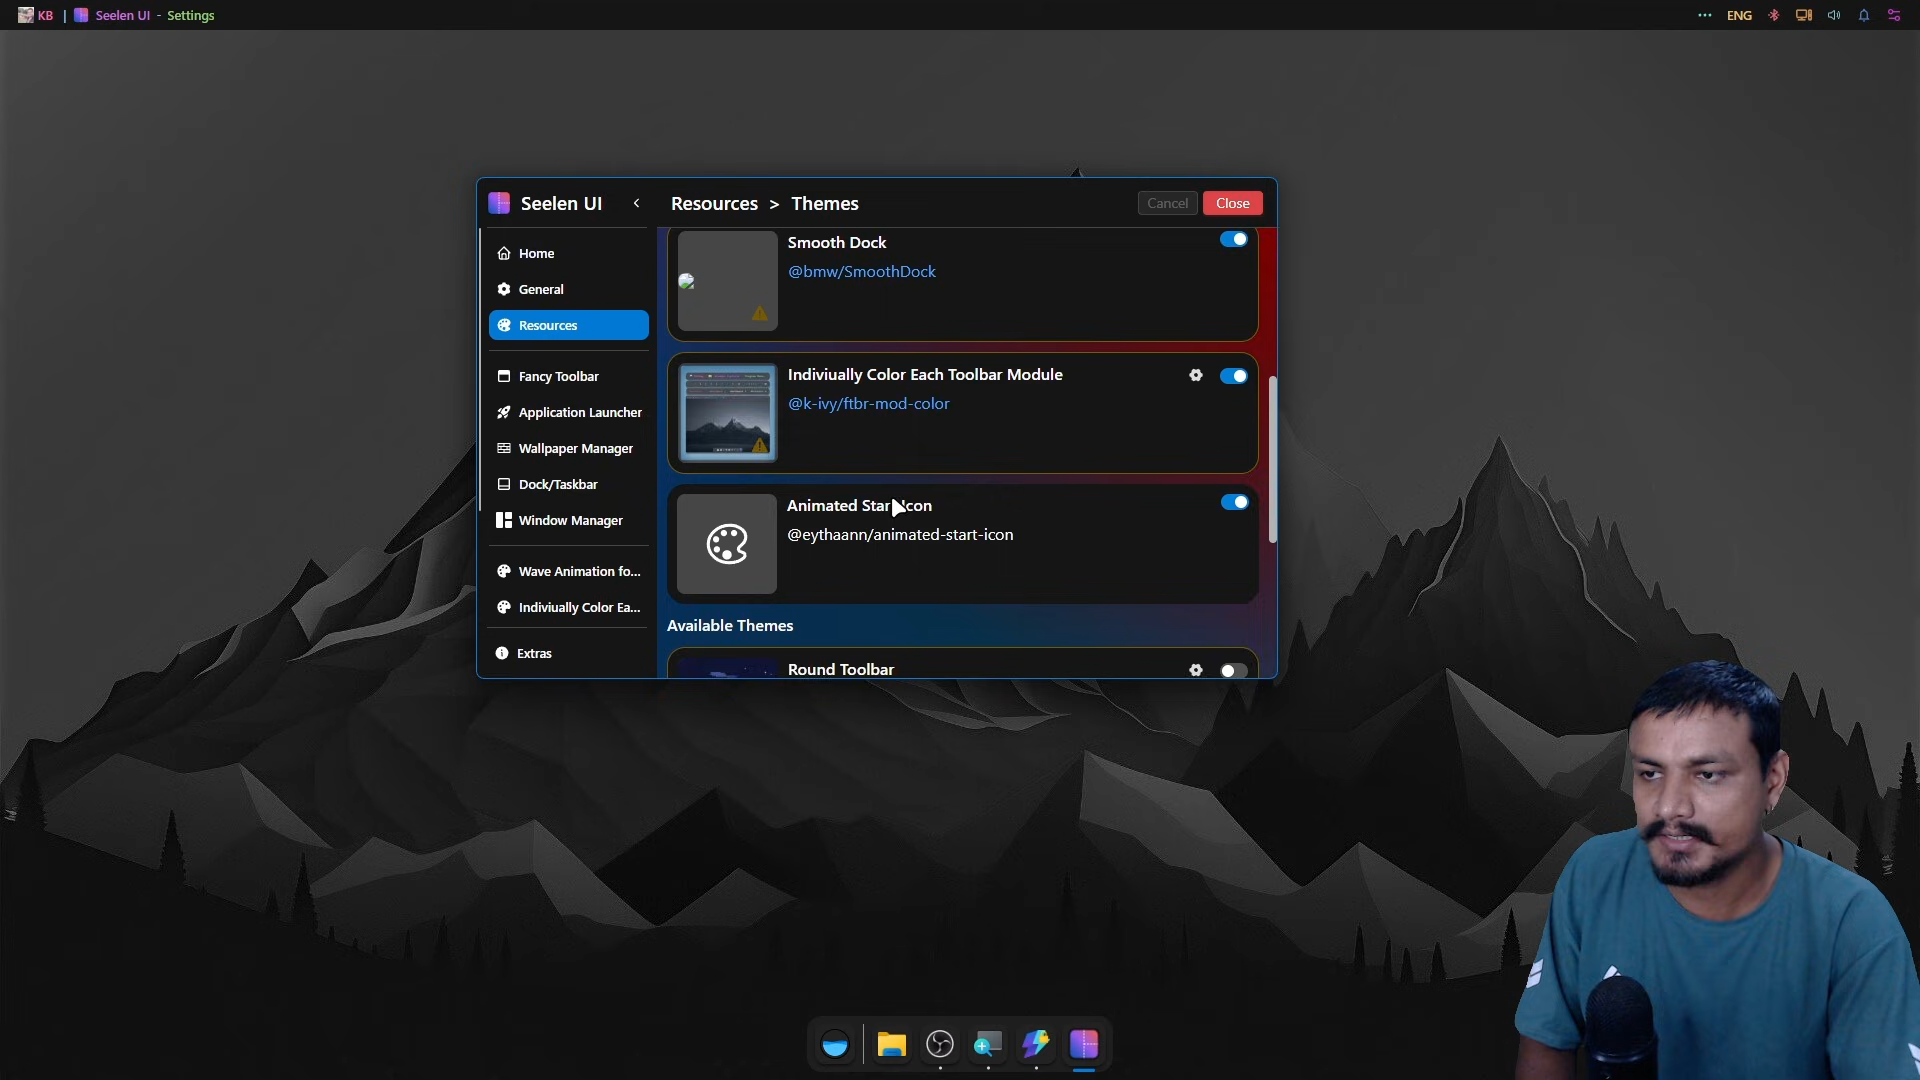 KB | Seelen UI - Settings
ENG
Seelen UI
Resources > Themes
Cancel
Close
Home
General
Resources
Fancy Toolbar
Application Launcher
Wallpaper Manager
Dock/Taskbar
Window Manager
Wave Animation fo...
Indiviually Color Ea...
Extras
Smooth Dock
@bmw/SmoothDock
Indiviually Color Each Toolbar Module
@k-ivy/ftbr-mod-color
Animated Start Icon
@eythaann/animated-start-icon
Available Themes
Round Toolbar